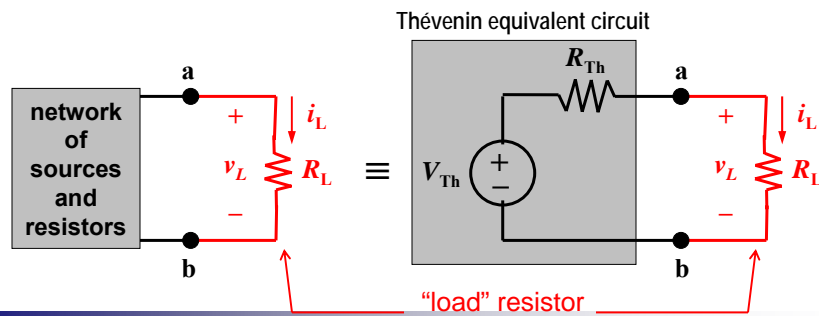 Thévenin equivalent circuit
network
of
sources
and
resistors
a
b
+
v_L
−
i_L
R_L
≡
V_Th
+
−
R_Th
a
b
+
v_L
−
i_L
R_L
“load” resistor